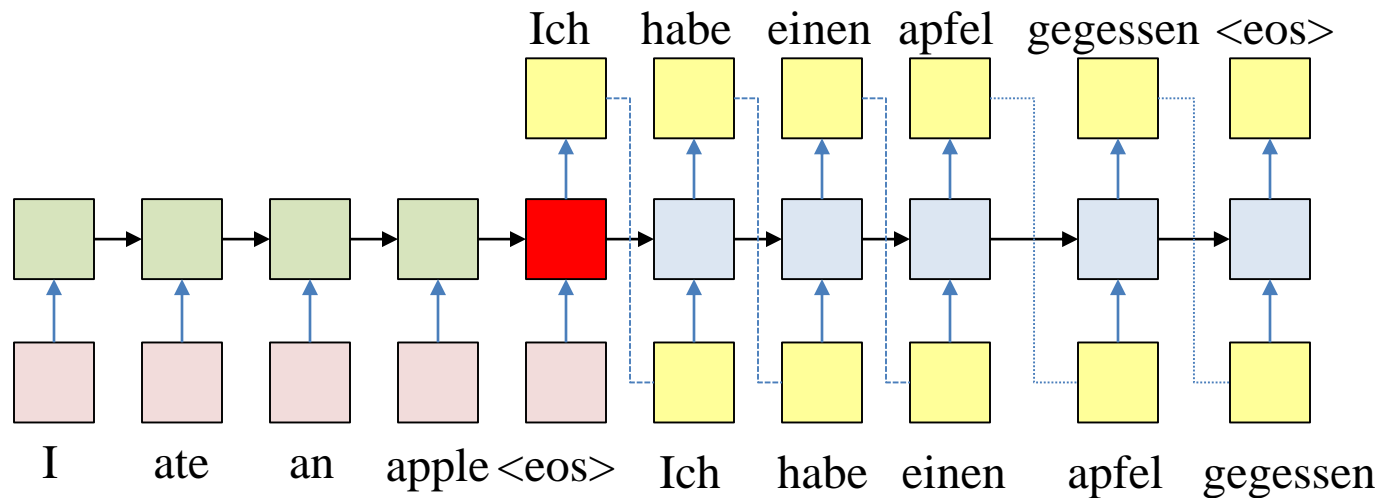 Ich habe einen apfel gegessen <eos>
I ate an apple <eos> Ich habe einen apfel gegessen